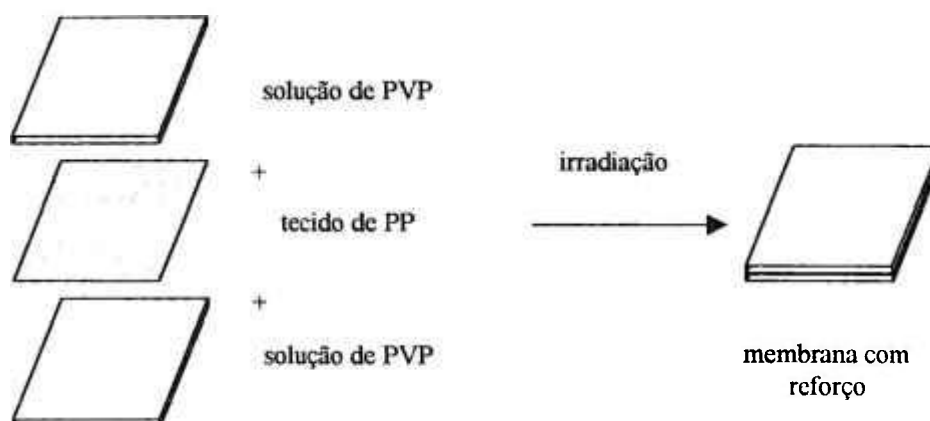 solução de PVP
+
tecido de PP
+
solução de PVP
irradiação
membrana com
reforço